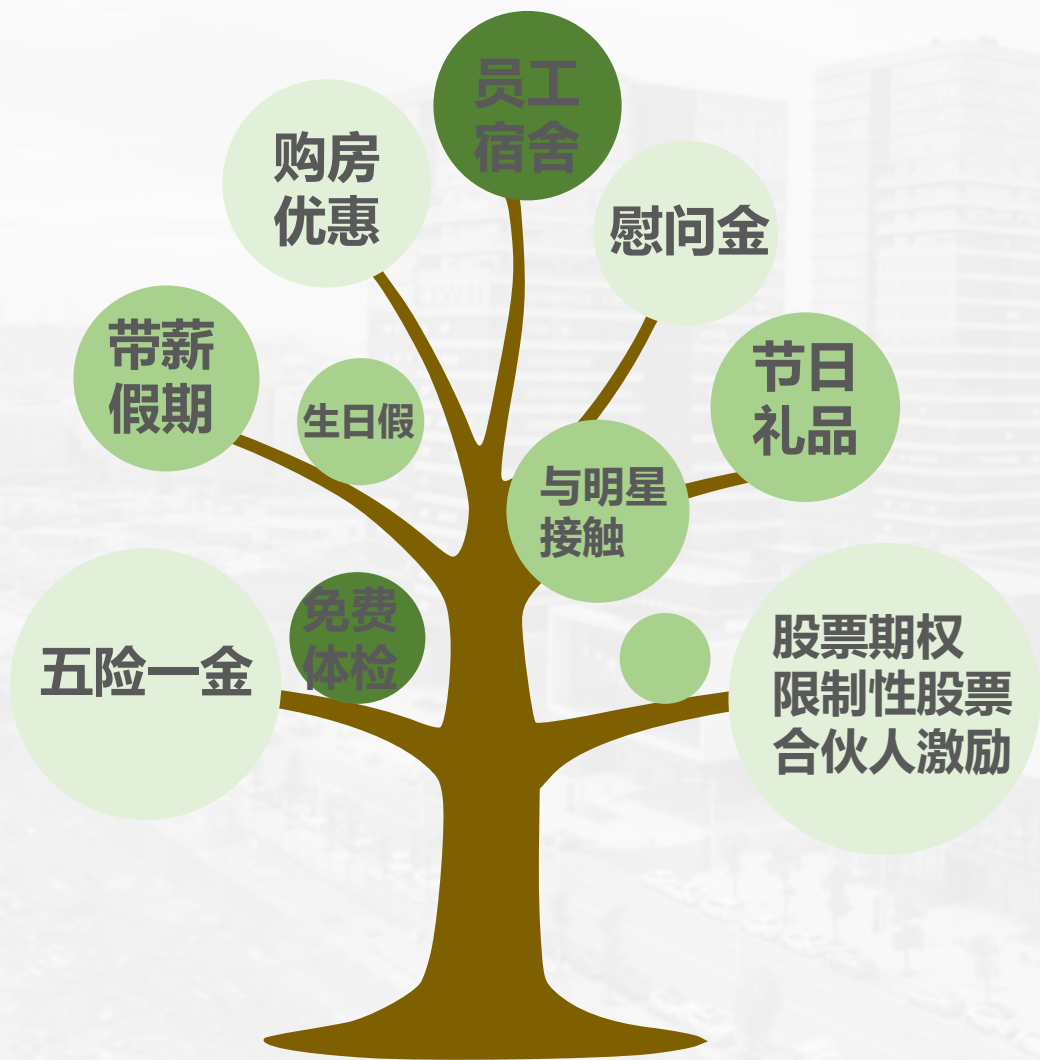 员工
宿舍
购房
优惠
慰问金
带薪
假期
生日假
节日
礼品
与明星
接触
免费
体检
五险一金
股票期权
限制性股票
合伙人激励